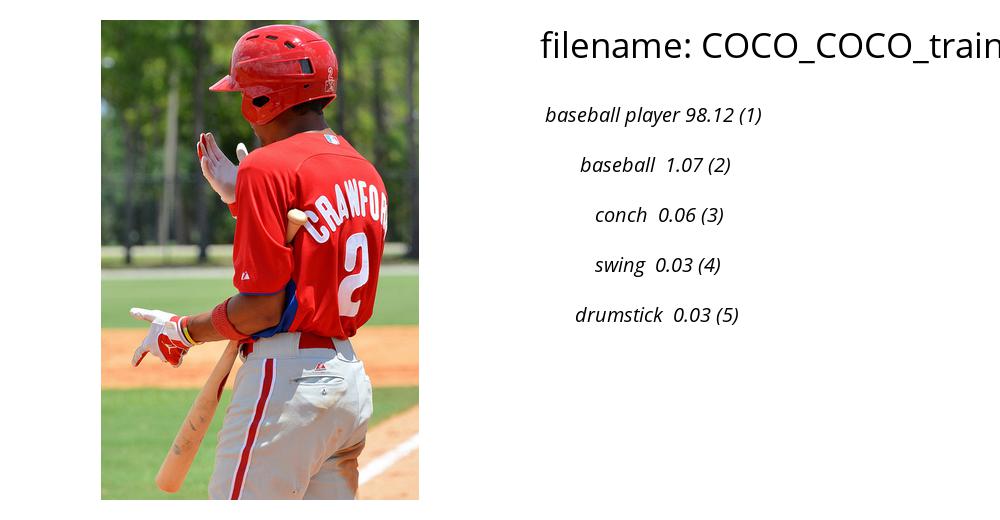 filename: COCO_COCO_train
baseball player 98.12 (1)
baseball 1.07 (2)
conch 0.06 (3)
swing 0.03 (4)
drumstick 0.03 (5)
CRAWFOR
2